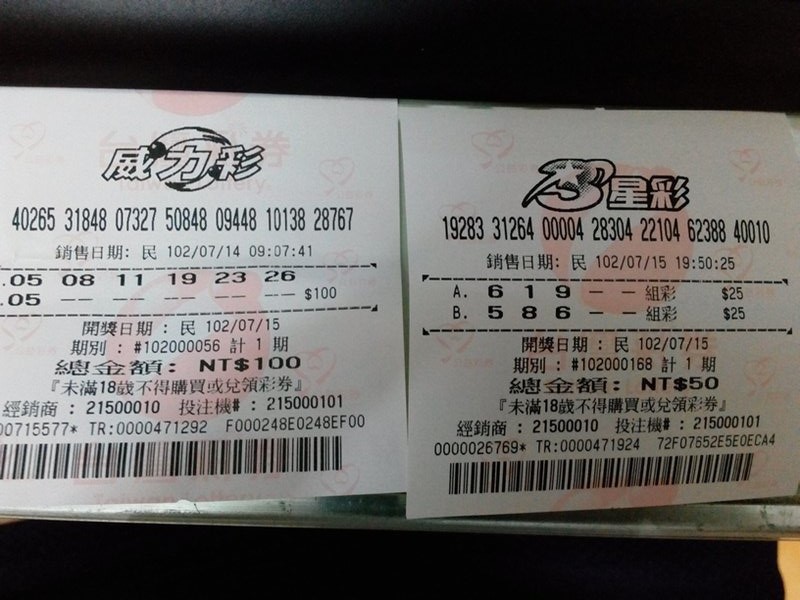 威力彩
40265 31848 07327 50848 09448 10138 28767
銷售日期: 民 102/07/14 09:07:41
.05 08 11 19 23 26
.05 -- -- -- -- -- $100
開獎日期 : 民 102/07/15
期別 : #102000056 計 1 期
總金額: NT$100
『未滿18歲不得購買或兌領彩券』
經銷商 : 21500010 投注機# : 215000101
00715577* TR:0000471292 F000248E0248EF00
3星彩
19283 31264 00004 28304 22104 62388 40010
銷售日期: 民 102/07/15 19:50:25
A. 6 1 9 -- -- 組彩 $25
B. 5 8 6 -- -- 組彩 $25
開獎日期 : 民 102/07/15
期別 : #102000168 計 1 期
總金額: NT$50
『未滿18歲不得購買或兌領彩券』
經銷商 : 21500010 投注機# : 215000101
0000026769* TR:0000471924 72F07652E5E0ECA4